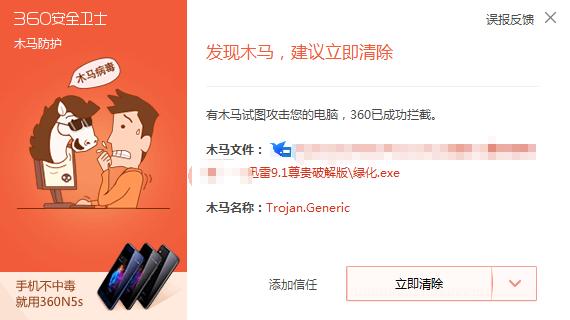 360安全卫士
木马防护
误报反馈
木马病毒
发现木马，建议立即清除
有木马试图攻击您的电脑，360已成功拦截。
木马文件：
迅雷9.1尊贵破解版\绿化.exe
木马名称：Trojan.Generic
手机不中毒
就用360N5s
添加信任
立即清除